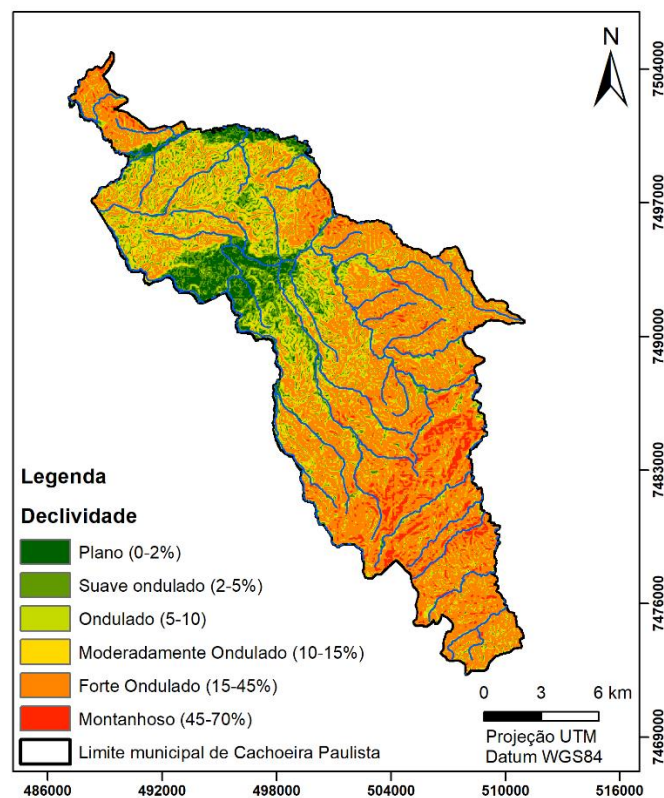 N
7504000
7497000
7490000
7483000
7476000
7469000
Legenda
Declividade
Plano (0-2%)
Suave ondulado (2-5%)
Ondulado (5-10)
Moderadamente Ondulado (10-15%)
Forte Ondulado (15-45%)
Montanhoso (45-70%)
Limite municipal de Cachoeira Paulista
0 3 6 km
Projeção UTM
Datum WGS84
486000 492000 498000 504000 510000 516000